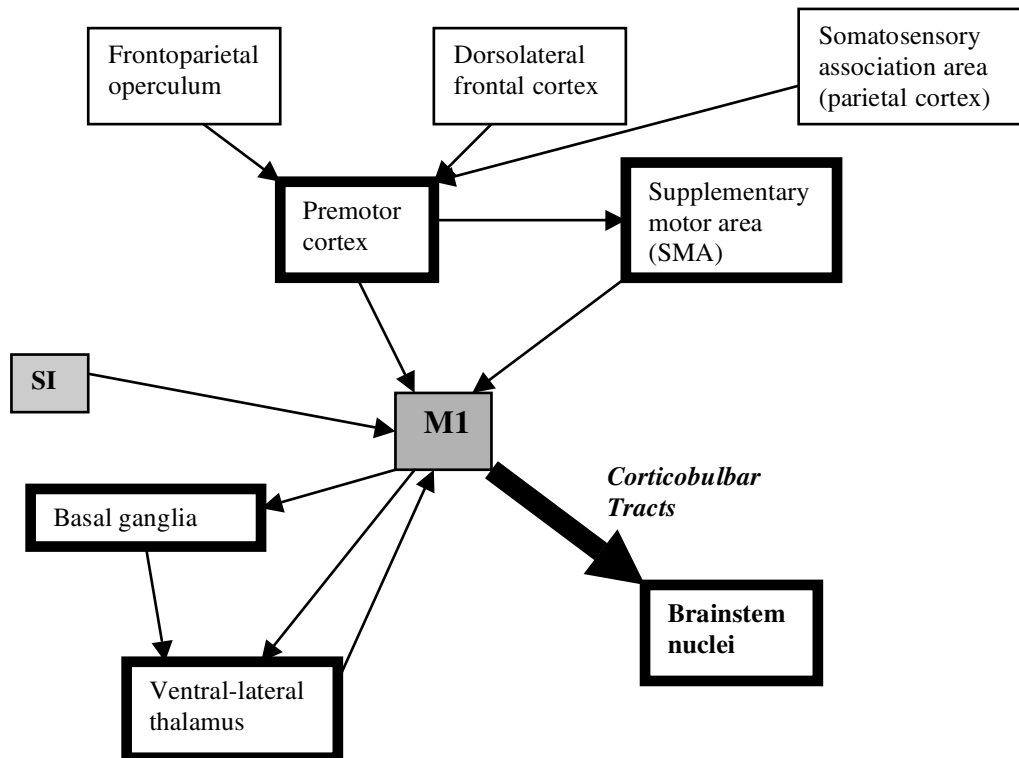 Frontoparietal
operculum
Dorsolateral
frontal cortex
Somatosensory
association area
(parietal cortex)
Premotor
cortex
Supplementary
motor area
(SMA)
SI
M1
Corticobulbar
Tracts
Basal ganglia
Brainstem
nuclei
Ventral-lateral
thalamus